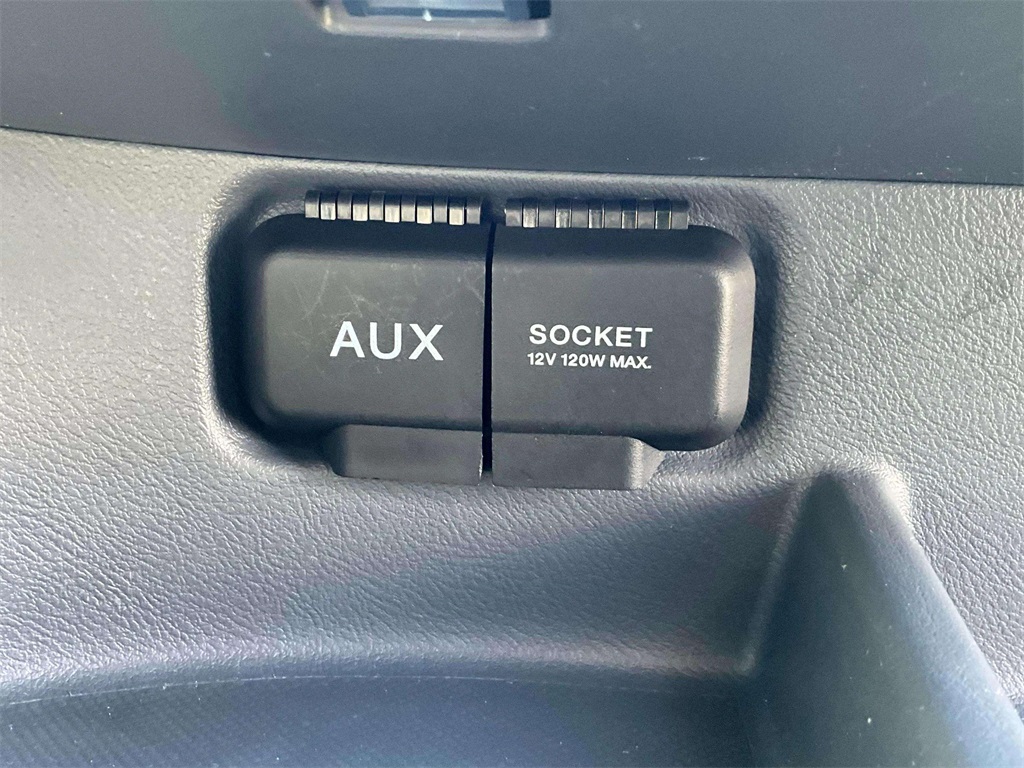 AUX
SOCKET
12V 120W MAX.